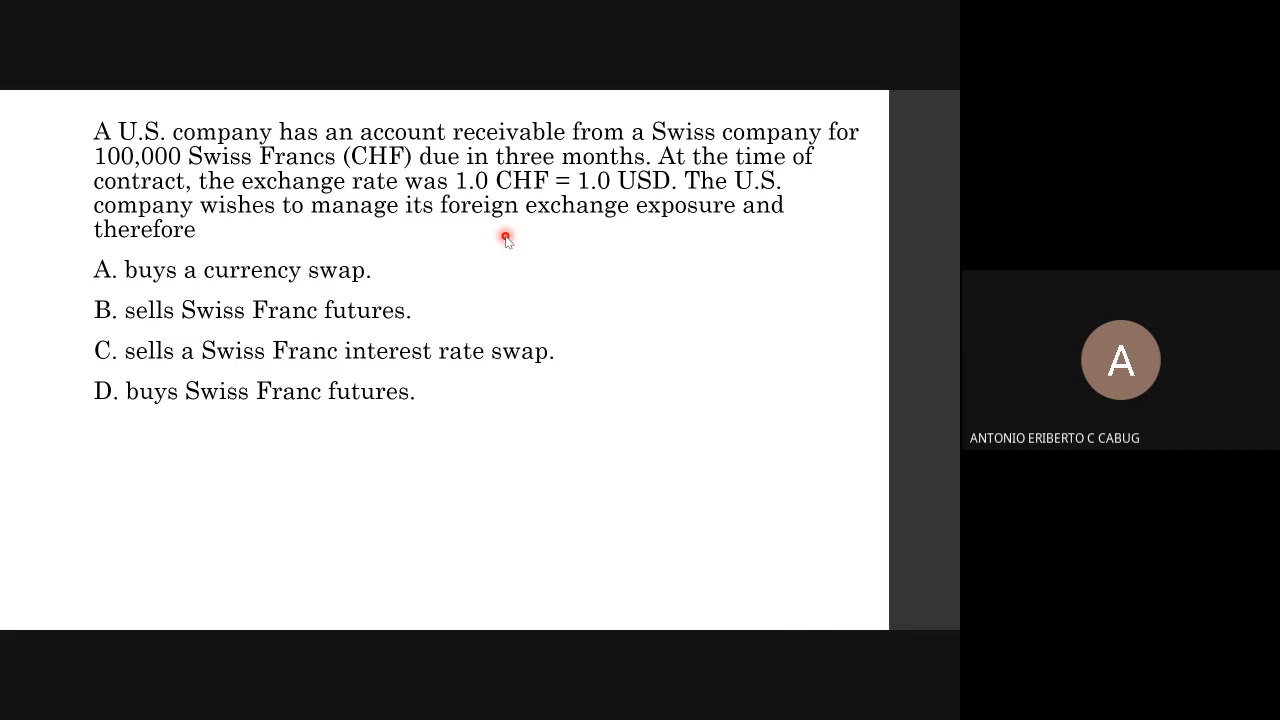 A U.S. company has an account receivable from a Swiss company for
100,000 Swiss Francs (CHF) due in three months. At the time of
contract, the exchange rate was 1.0 CHF = 1.0 USD. The U.S.
company wishes to manage its foreign exchange exposure and
therefore
A. buys a currency swap.
B. sells Swiss Franc futures.
C. sells a Swiss Franc interest rate swap.
D. buys Swiss Franc futures.
A
ANTONIO ERIBERTO C CABUG